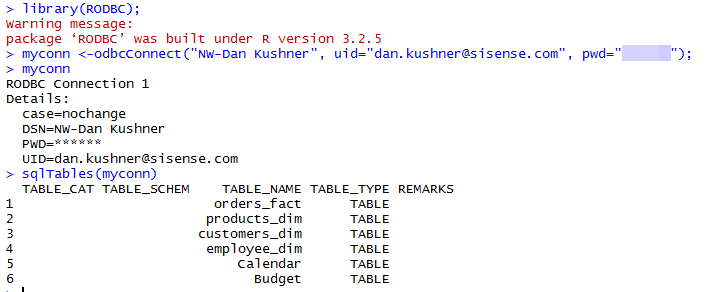 > library(RODBC);
Warning message:
package ‘RODBC’ was built under R version 3.2.5
> myconn <-odbcConnect("NW-Dan Kushner", uid="dan.kushner@sisense.com", pwd="");
> myconn
RODBC Connection 1
Details:
  case=nochange
  DSN=NW-Dan Kushner
  PWD=******
  UID=dan.kushner@sisense.com
> sqlTables(myconn)
  TABLE_CAT TABLE_SCHEM    TABLE_NAME TABLE_TYPE REMARKS
1                         orders_fact      TABLE
2                        products_dim      TABLE
3                       customers_dim      TABLE
4                        employee_dim      TABLE
5                            Calendar      TABLE
6                              Budget      TABLE